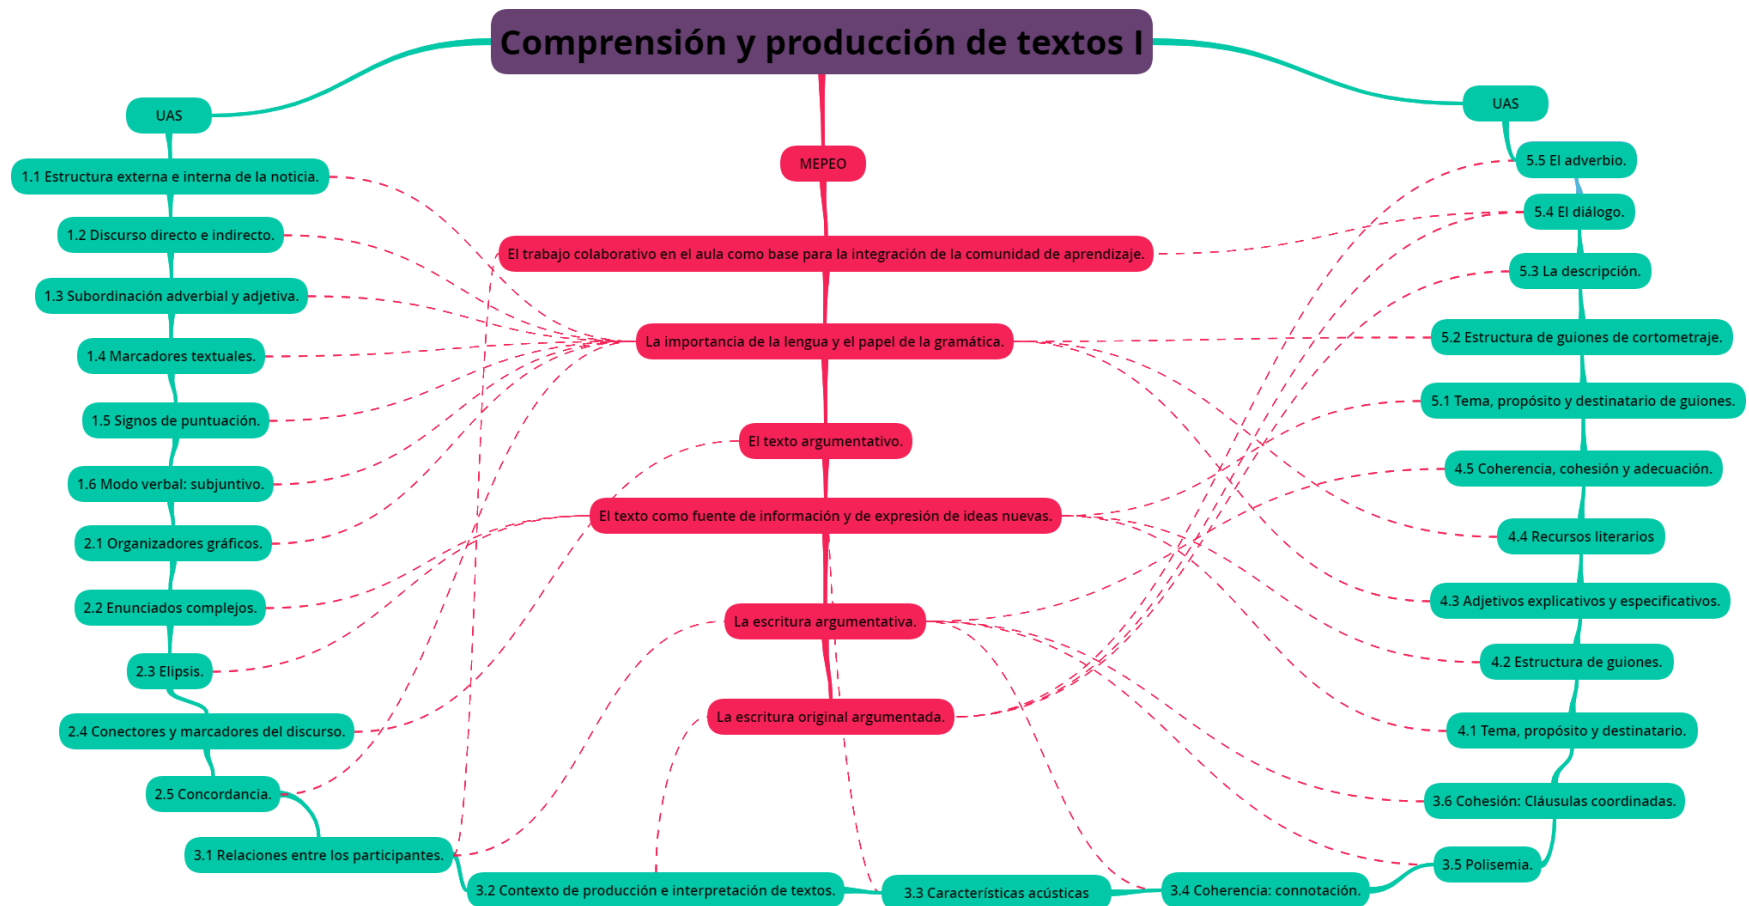 Comprensión y producción de textos I
UAS
1.1 Estructura externa e interna de la noticia.
1.2 Discurso directo e indirecto.
1.3 Subordinación adverbial y adjetiva.
1.4 Marcadores textuales.
1.5 Signos de puntuación.
1.6 Modo verbal: subjuntivo.
2.1 Organizadores gráficos.
2.2 Enunciados complejos.
2.3 Elipsis.
2.4 Conectores y marcadores del discurso.
2.5 Concordancia.
3.1 Relaciones entre los participantes.
3.2 Contexto de producción e interpretación de textos.
3.3 Características acústicas
3.4 Coherencia: connotación.
3.5 Polisemia.
3.6 Cohesión: Cláusulas coordinadas.
4.1 Tema, propósito y destinatario.
4.2 Estructura de guiones.
4.3 Adjetivos explicativos y especificativos.
4.4 Recursos literarios
4.5 Coherencia, cohesión y adecuación.
5.1 Tema, propósito y destinatario de guiones.
5.2 Estructura de guiones de cortometraje.
5.3 La descripción.
5.4 El diálogo.
5.5 El adverbio.
UAS
MEPEO
El trabajo colaborativo en el aula como base para la integración de la comunidad de aprendizaje.
La importancia de la lengua y el papel de la gramática.
El texto argumentativo.
El texto como fuente de información y de expresión de ideas nuevas.
La escritura argumentativa.
La escritura original argumentada.